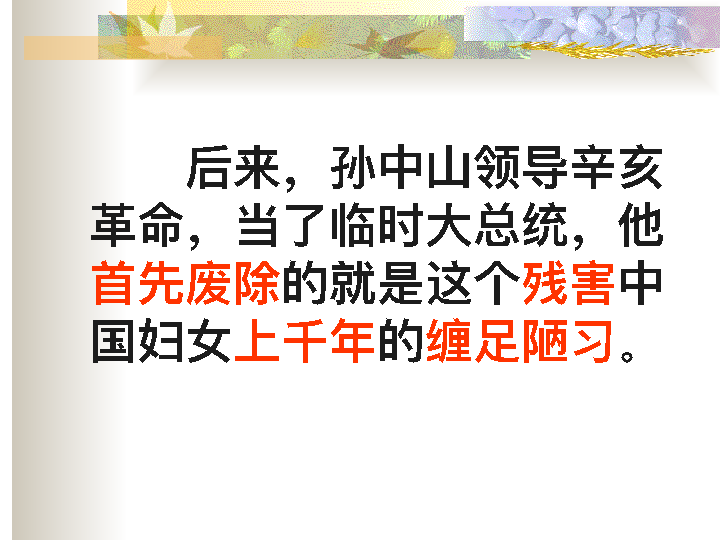 后来，孙中山领导辛亥
革命，当了临时大总统，他
首先废除的就是这个残害中
国妇女上千年的缠足陋习。